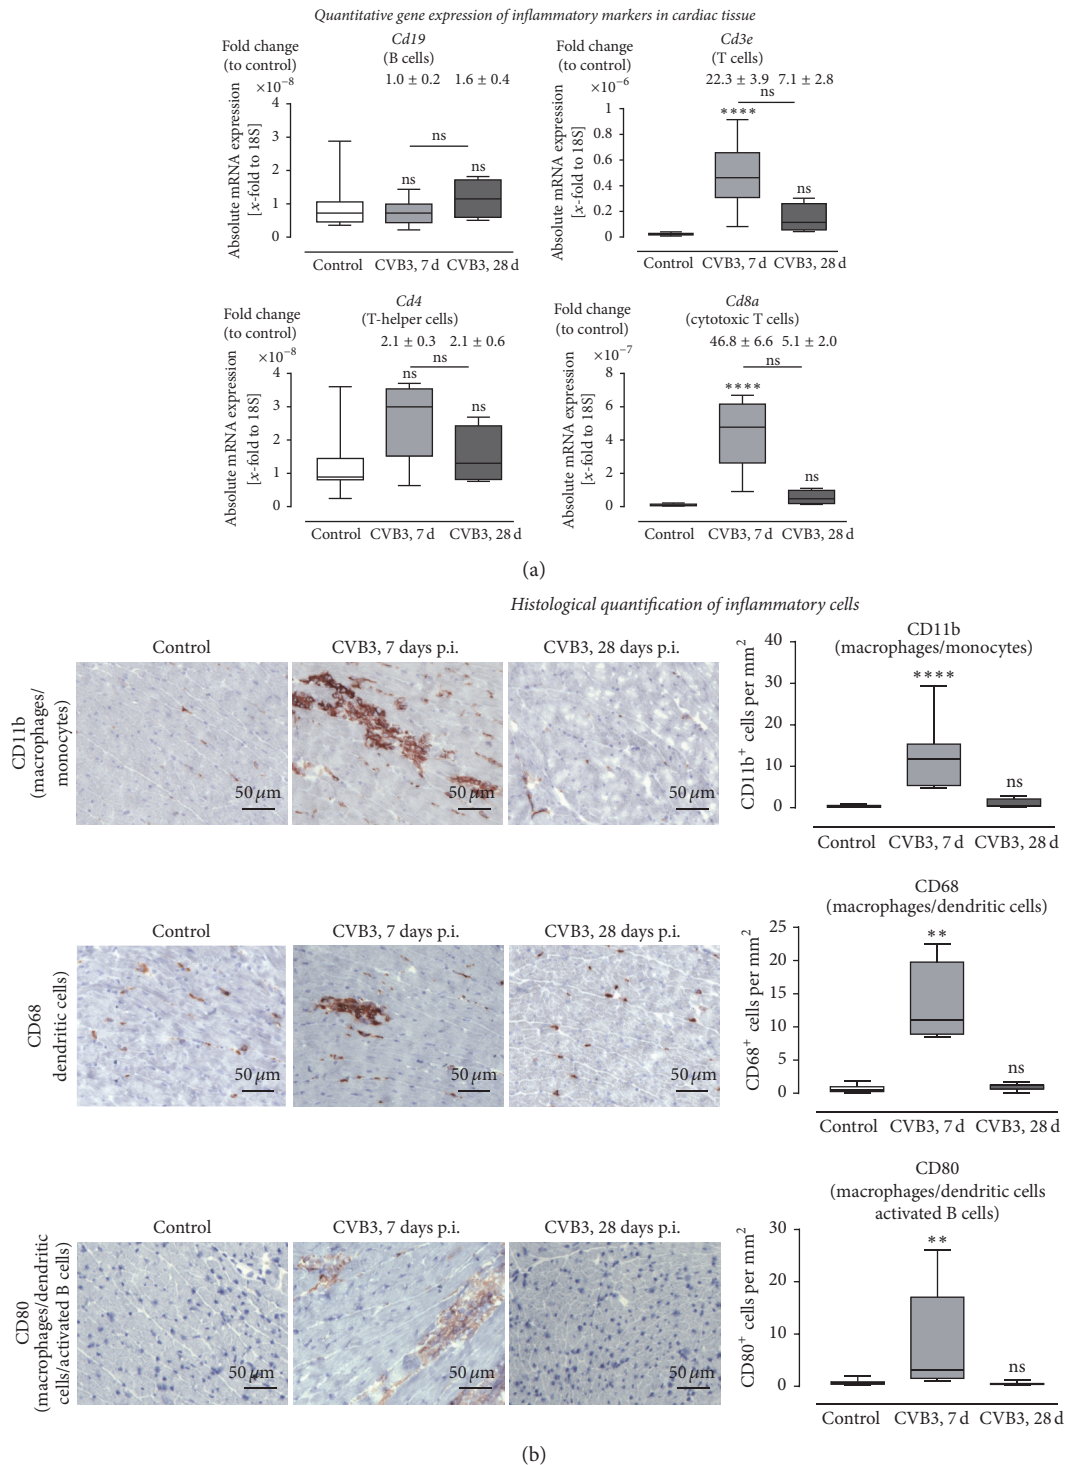 Quantitative gene expression of inflammatory markers in cardiac tissue
Fold change
(to control)
Cd19
(B cells)
1.0 ± 0.2 1.6 ± 0.4
×10⁻⁸
Absolute mRNA expression
[x-fold to 18S]
4
3
2
1
0
ns
ns
ns
Control CVB3, 7 d CVB3, 28 d
Fold change
(to control)
Cd3e
(T cells)
22.3 ± 3.9 7.1 ± 2.8
×10⁻⁶
Absolute mRNA expression
[x-fold to 18S]
1
0.8
0.6
0.4
0.2
0
ns
****
ns
Control CVB3, 7 d CVB3, 28 d
Fold change
(to control)
Cd4
(T-helper cells)
2.1 ± 0.3 2.1 ± 0.6
×10⁻⁸
Absolute mRNA expression
[x-fold to 18S]
4
3
2
1
0
ns
ns
ns
Control CVB3, 7 d CVB3, 28 d
Fold change
(to control)
Cd8a
(cytotoxic T cells)
46.8 ± 6.6 5.1 ± 2.0
×10⁻⁷
Absolute mRNA expression
[x-fold to 18S]
8
6
4
2
0
ns
****
ns
Control CVB3, 7 d CVB3, 28 d
(a)
Histological quantification of inflammatory cells
CD11b
(macrophages/
monocytes)
Control
50 μm
CVB3, 7 days p.i.
50 μm
CVB3, 28 days p.i.
50 μm
CD11b
(macrophages/monocytes)
CD11b⁺ cells per mm²
40
30
20
10
0
****
ns
Control CVB3, 7 d CVB3, 28 d
CD68
dendritic cells)
Control
50 μm
CVB3, 7 days p.i.
50 μm
CVB3, 28 days p.i.
50 μm
CD68
(macrophages/dendritic cells)
CD68⁺ cells per mm²
25
20
15
10
5
0
**
ns
Control CVB3, 7 d CVB3, 28 d
CD80
(macrophages/dendritic
cells/activated B cells)
Control
50 μm
CVB3, 7 days p.i.
50 μm
CVB3, 28 days p.i.
50 μm
CD80
(macrophages/dendritic cells
activated B cells)
CD80⁺ cells per mm²
30
20
10
0
**
ns
Control CVB3, 7 d CVB3, 28 d
(b)